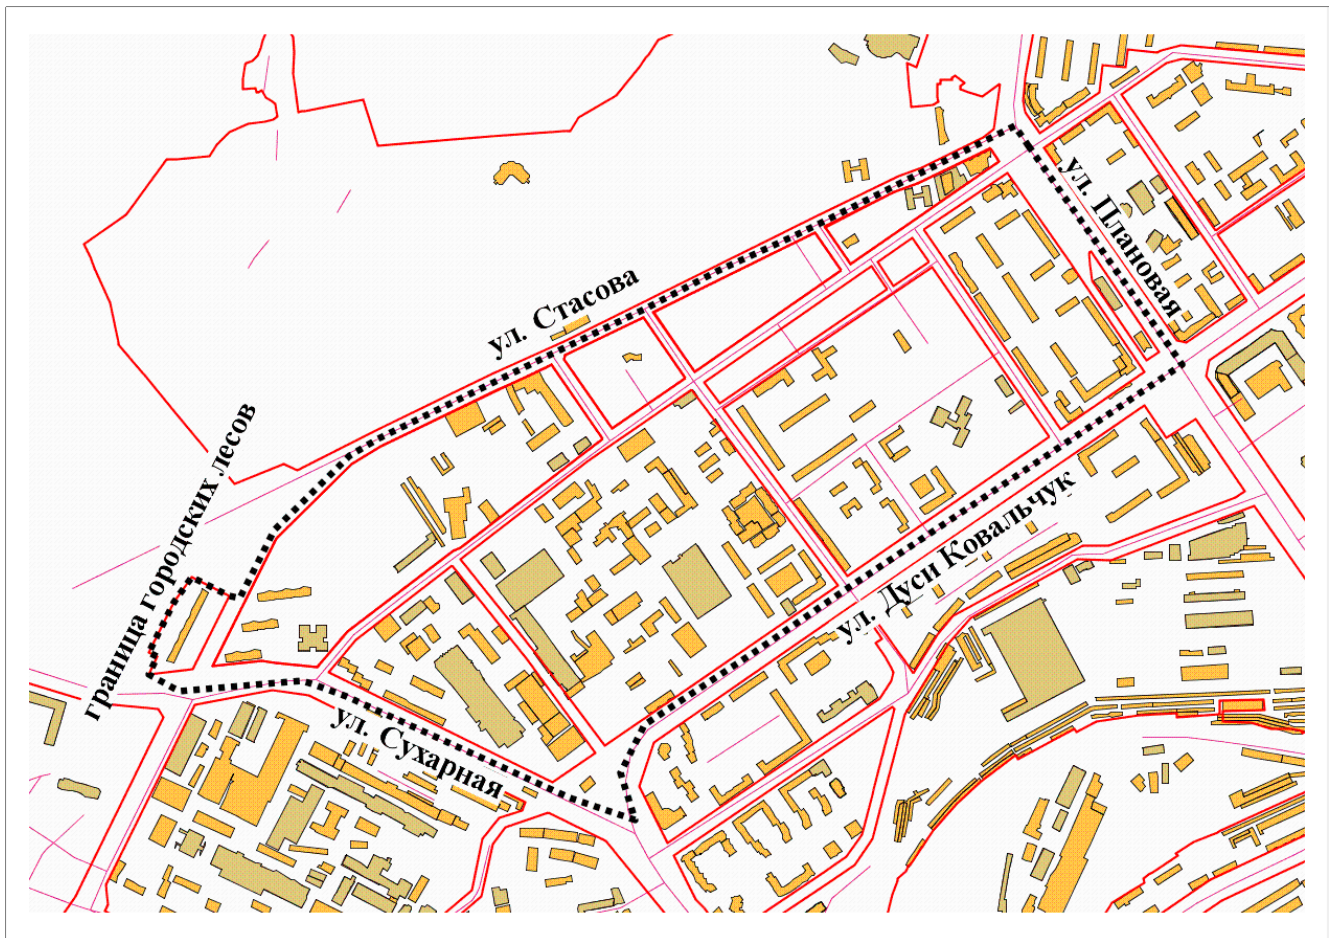 ул. Плановая
ул. Стасова
граница городских лесов
ул. Дуси Ковальчук
ул. Сухарная